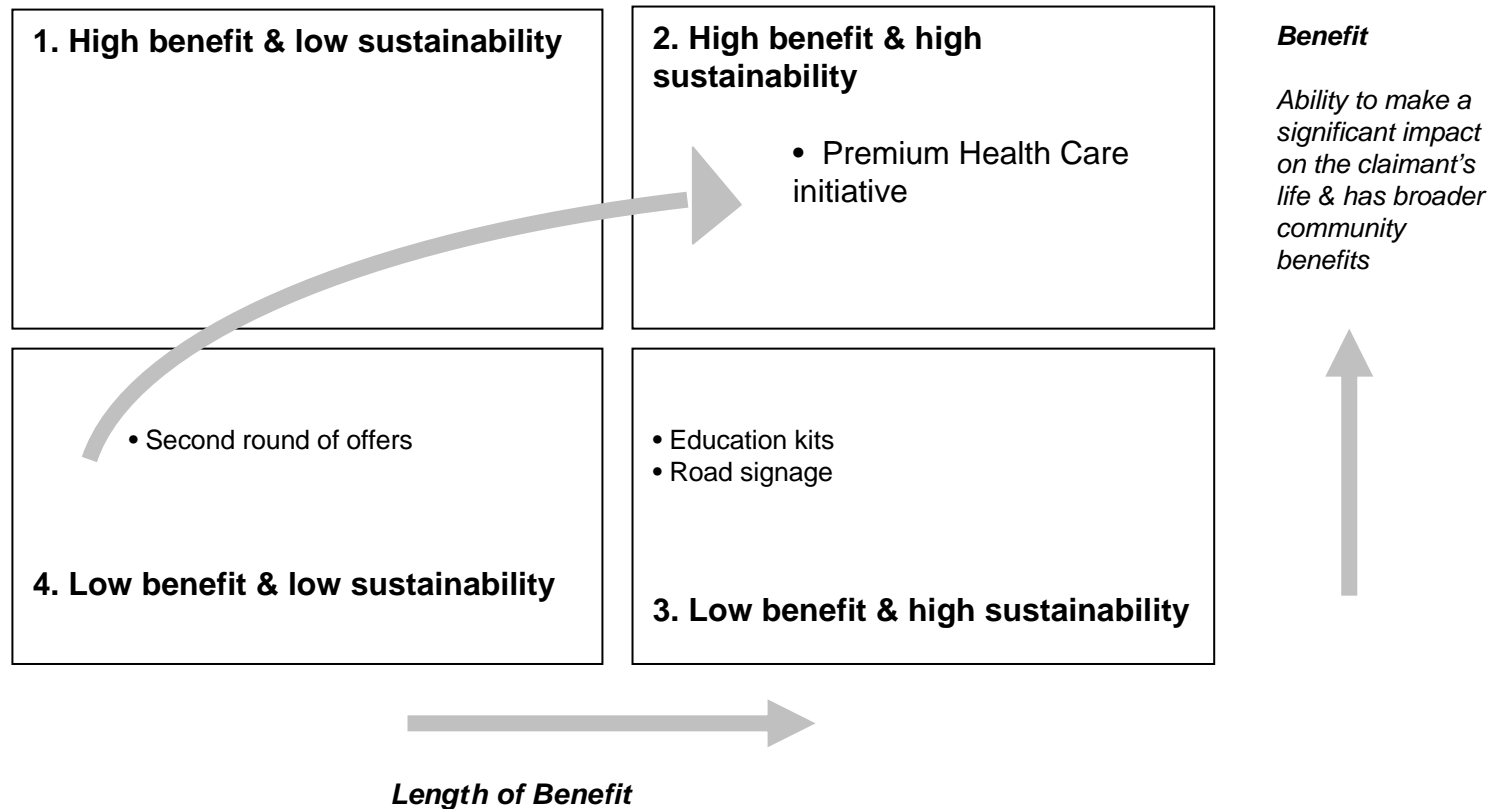 1. High benefit & low sustainability
2. High benefit & high
sustainability
• Premium Health Care
initiative
Benefit
Ability to make a
significant impact
on the claimant's
life & has broader
community
benefits
• Second round of offers
4. Low benefit & low sustainability
• Education kits
• Road signage
3. Low benefit & high sustainability
Length of Benefit